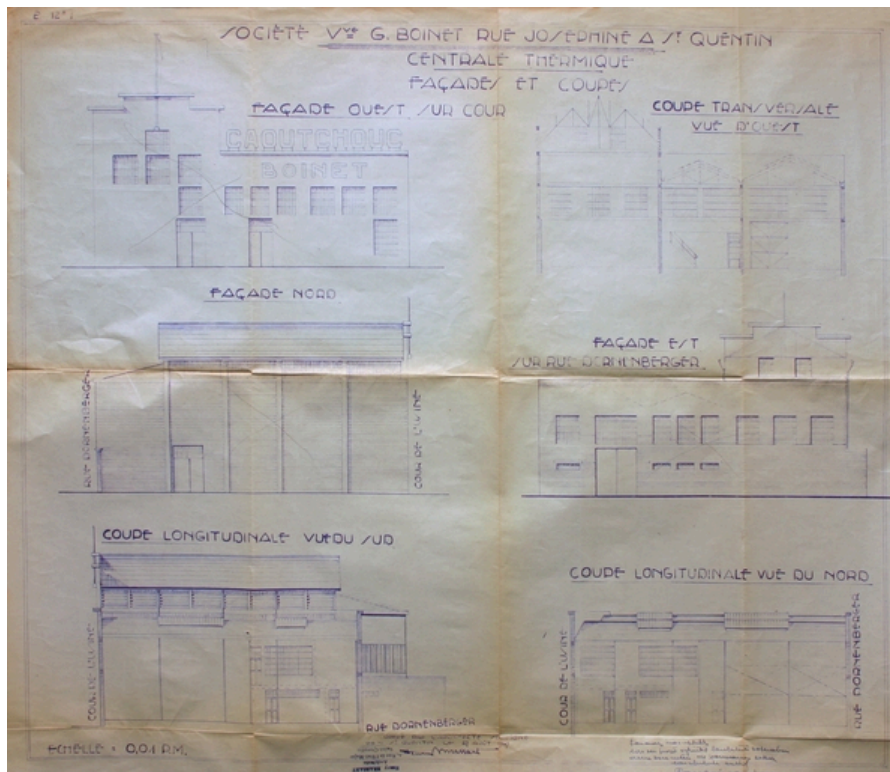 SOCIÉTÉ Vve G. BOINET RUE JOSÉPHINE A St QUENTIN
CENTRALE THERMIQUE
FAÇADES ET COUPES
FAÇADE OUEST SUR COUR
CAOUTCHOUC
BOINET
COUPE TRANSVERSALE
VUE D'OUEST
FAÇADE NORD
RUE DORNENBERGER
COUR DE L'USINE
FAÇADE EST
SUR RUE DORNENBERGER
COUPE LONGITUDINALE VUE DU SUD
COUR DE L'USINE
RUE DORNENBERGER
COUPE LONGITUDINALE VUE DU NORD
COUR DE L'USINE
RUE DORNENBERGER
ECHELLE = 0,01 P.M.